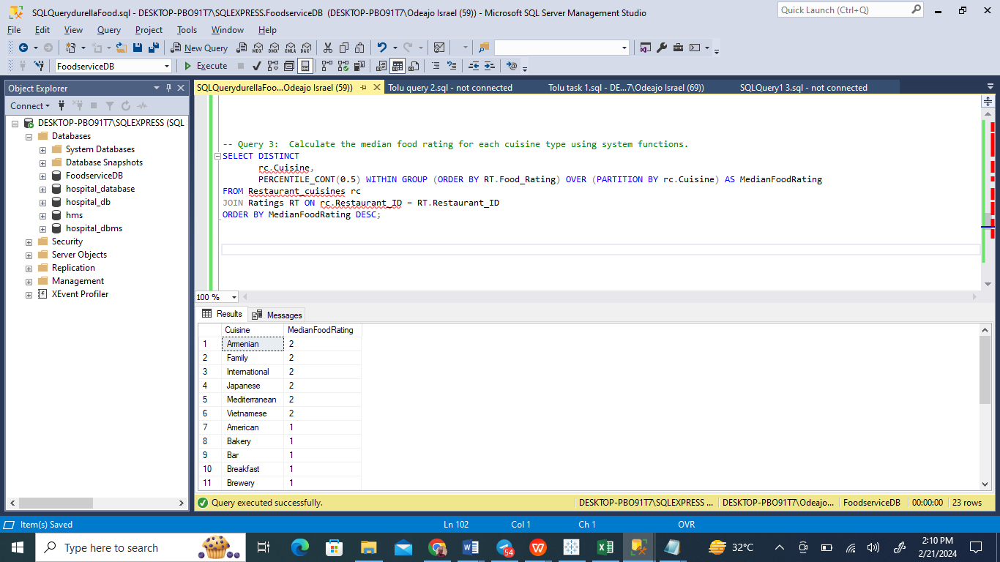 SQLQuerydurellaFood.sql - DESKTOP-PBO91T7\SQLEXPRESS.FoodserviceDB (DESKTOP-PBO91T7\Odeajo Israel (59)) - Microsoft SQL Server Management Studio
Quick Launch (Ctrl+Q)
File Edit View Query Project Tools Window Help
New Query MDX DMX XMLA DAX
FoodserviceDB Execute
Object Explorer
SQLQuerydurellaFoo...Odeajo Israel (59)) Tolu query 2.sql - not connected Tolu task 1.sql - DE...7\Odeajo Israel (69)) SQLQuery1 3.sql - not connected
Connect
DESKTOP-PBO91T7\SQLEXPRESS (SQL
Databases
System Databases
Database Snapshots
FoodserviceDB
hospital_database
hospital_db
hms
hospital_dbms
Security
Server Objects
Replication
Management
XEvent Profiler
-- Query 3:  Calculate the median food rating for each cuisine type using system functions.
SELECT DISTINCT
rc.Cuisine,
PERCENTILE_CONT(0.5) WITHIN GROUP (ORDER BY RT.Food_Rating) OVER (PARTITION BY rc.Cuisine) AS MedianFoodRating
FROM Restaurant_cuisines rc
JOIN Ratings RT ON rc.Restaurant_ID = RT.Restaurant_ID
ORDER BY MedianFoodRating DESC;
100 %
Results Messages
Cuisine MedianFoodRating
1 Armenian 2
2 Family 2
3 International 2
4 Japanese 2
5 Mediterranean 2
6 Vietnamese 2
7 American 1
8 Bakery 1
9 Bar 1
10 Breakfast 1
11 Brewery 1
Query executed successfully. DESKTOP-PBO91T7\SQLEXPRESS ... DESKTOP-PBO91T7\Odeajo... FoodserviceDB 00:00:00 23 rows
Item(s) Saved Ln 102 Col 1 Ch 1 OVR
Type here to search 54 32°C 2:10 PM
2/21/2024